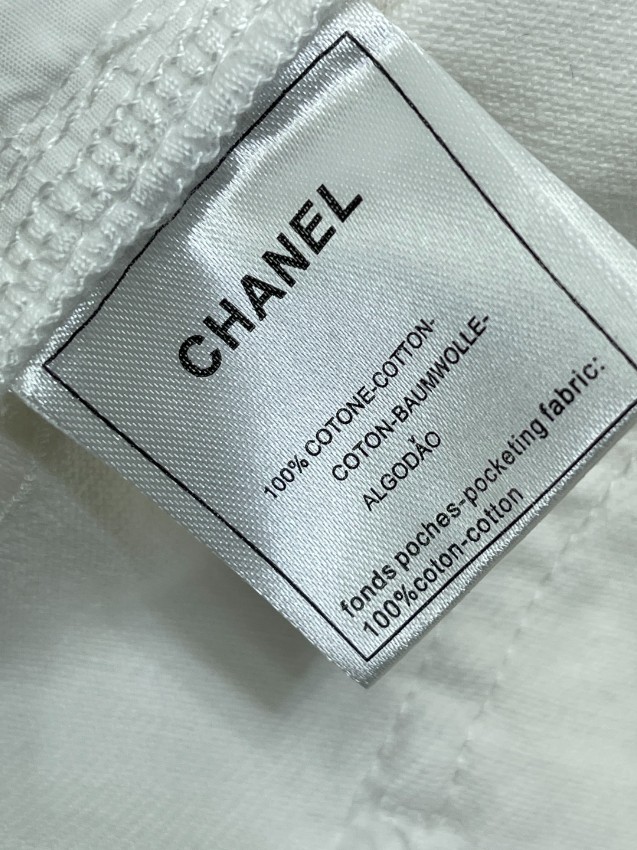 CHANEL
100% COTONE-COTTON-
COTON-BAUMWOLLE-
ALGODÃO
fonds poches-pocketing fabric:
100%coton-cotton